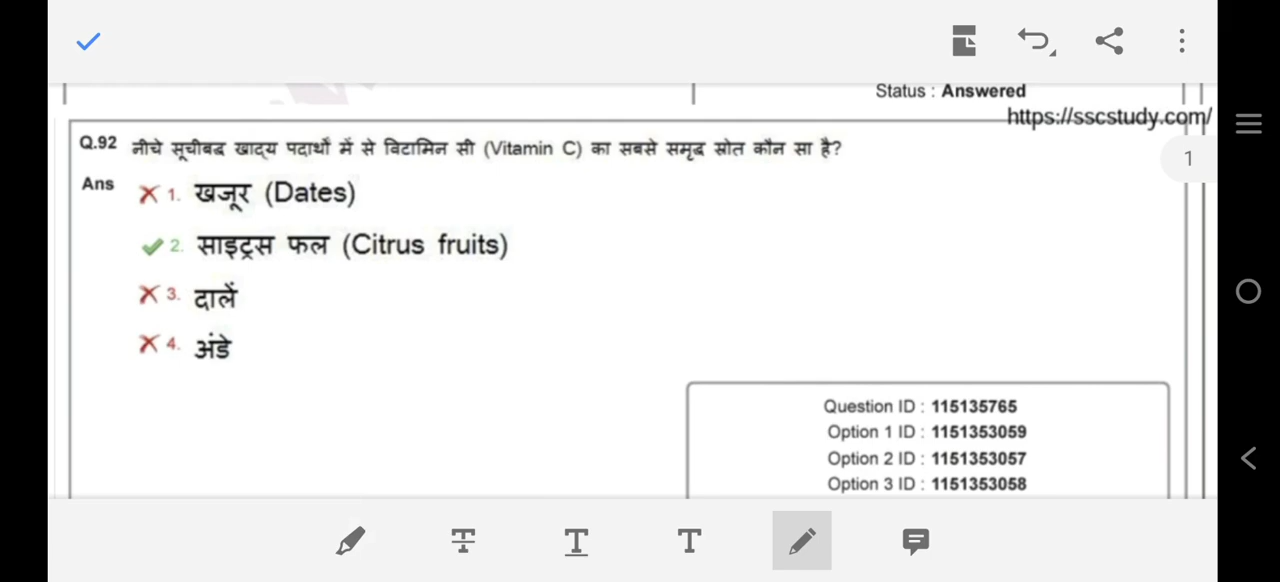 Status : Answered
https://sscstudy.com/
Q.92 नीचे सूचीबद्ध खाद्य पदार्थों में से विटामिन सी (Vitamin C) का सबसे समृद्ध स्रोत कौन सा है?
1
Ans
1. खजूर (Dates)
2. साइट्रस फल (Citrus fruits)
3. दालें
4. अंडे
Question ID : 115135765
Option 1 ID : 1151353059
Option 2 ID : 1151353057
Option 3 ID : 1151353058